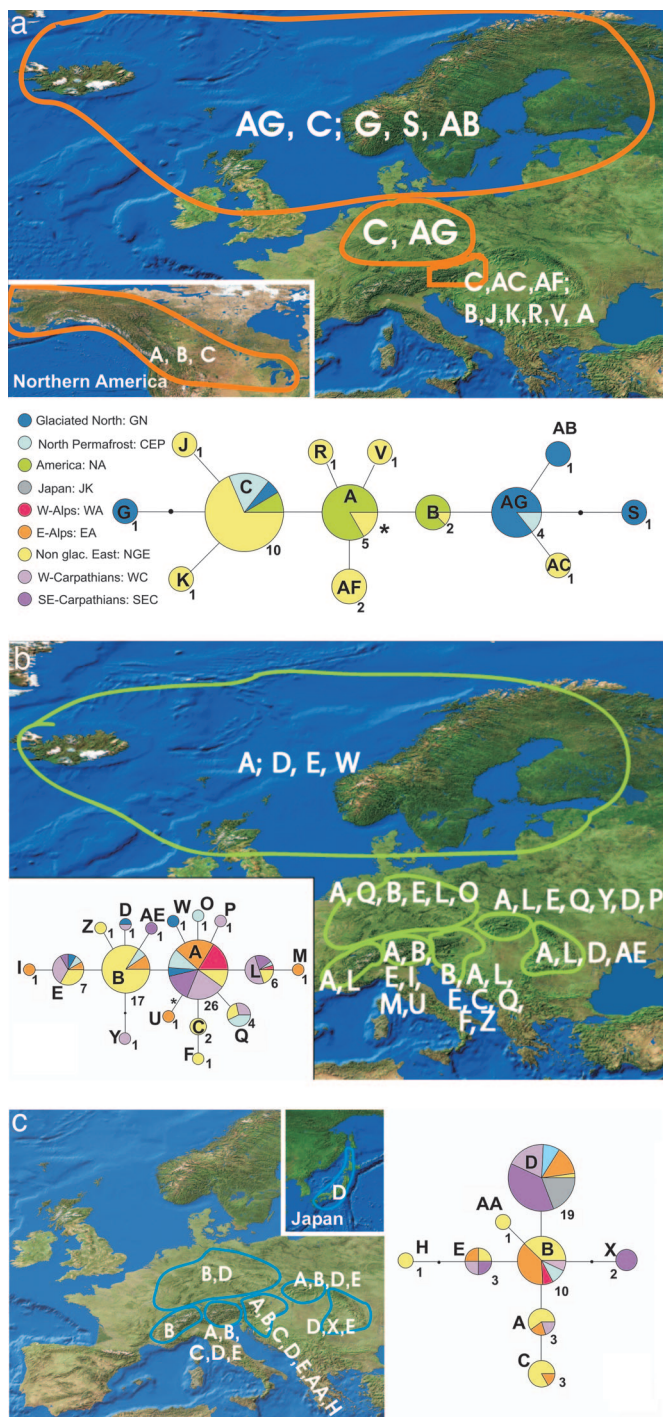 a
AG, C; G, S, AB
C, AG
C,AC,AF;
B,J,K,R,V, A
A, B, C
Northern America
Glaciated North: GN
North Permafrost: CEP
America: NA
Japan: JK
W-Alps: WA
E-Alps: EA
Non glac. East: NGE
W-Carpathians: WC
SE-Carpathians: SEC
J
1
G
1
C
10
K
1
R
1
V
1
A
5
*
AF
2
B
2
AB
1
AG
4
S
1
AC
1
b
A; D, E, W
A,Q,B,E,L,O
A,L,E,Q,Y,D,P
A,L
A,B,
E,I,
M,U
B,A,L,
E,C,Q,
F,Z
A,L,D,AE
Z
1
D
1
AE
1
W
1
O
1
P
1
I
1
E
7
B
17
A
26
L
6
M
1
Y
1
*
U
1
C
2
F
1
Q
4
c
D
Japan
B,D
A,B,D,E
B
A,B,
C,D,E
A,B,
C,D,E,AA,H
D,X,E
D
19
AA
1
H
1
E
3
B
10
X
2
A
3
C
3